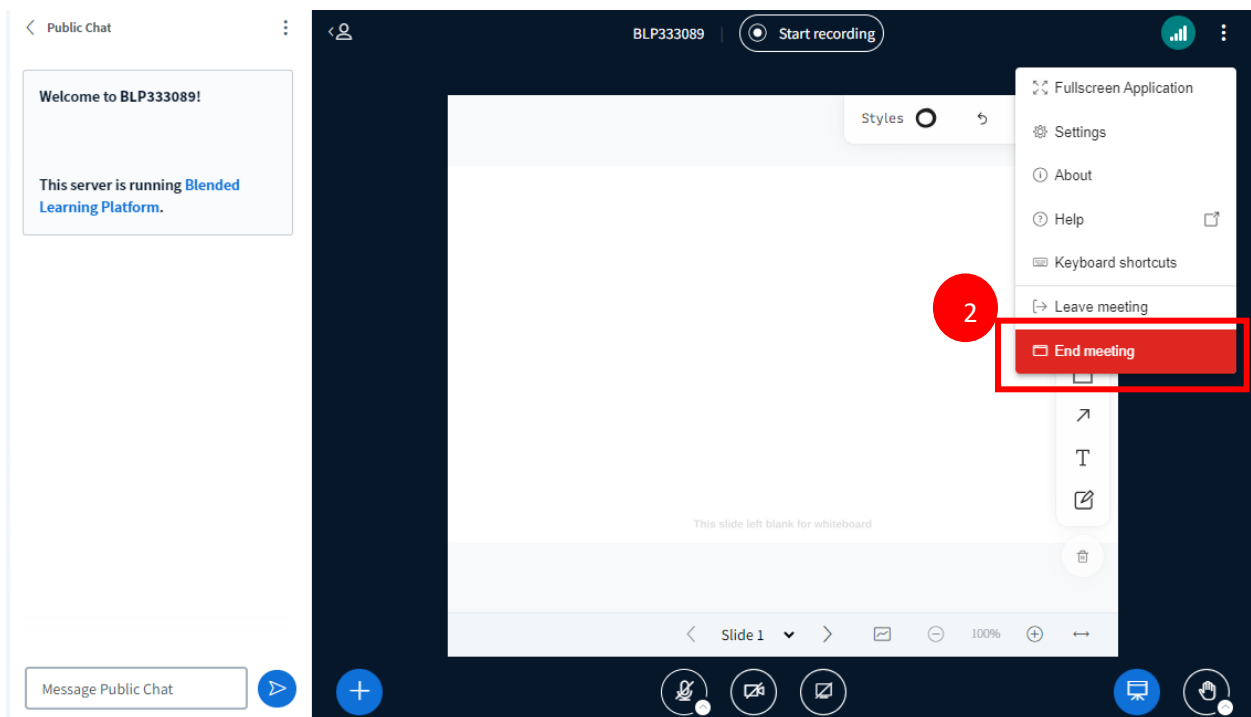 Public Chat
BLP333089
Start recording
Welcome to BLP333089!
This server is running Blended
Learning Platform.
Fullscreen Application
Settings
About
Help
Keyboard shortcuts
Leave meeting
End meeting
2
Styles
T
This slide left blank for whiteboard
Slide 1
100%
Message Public Chat